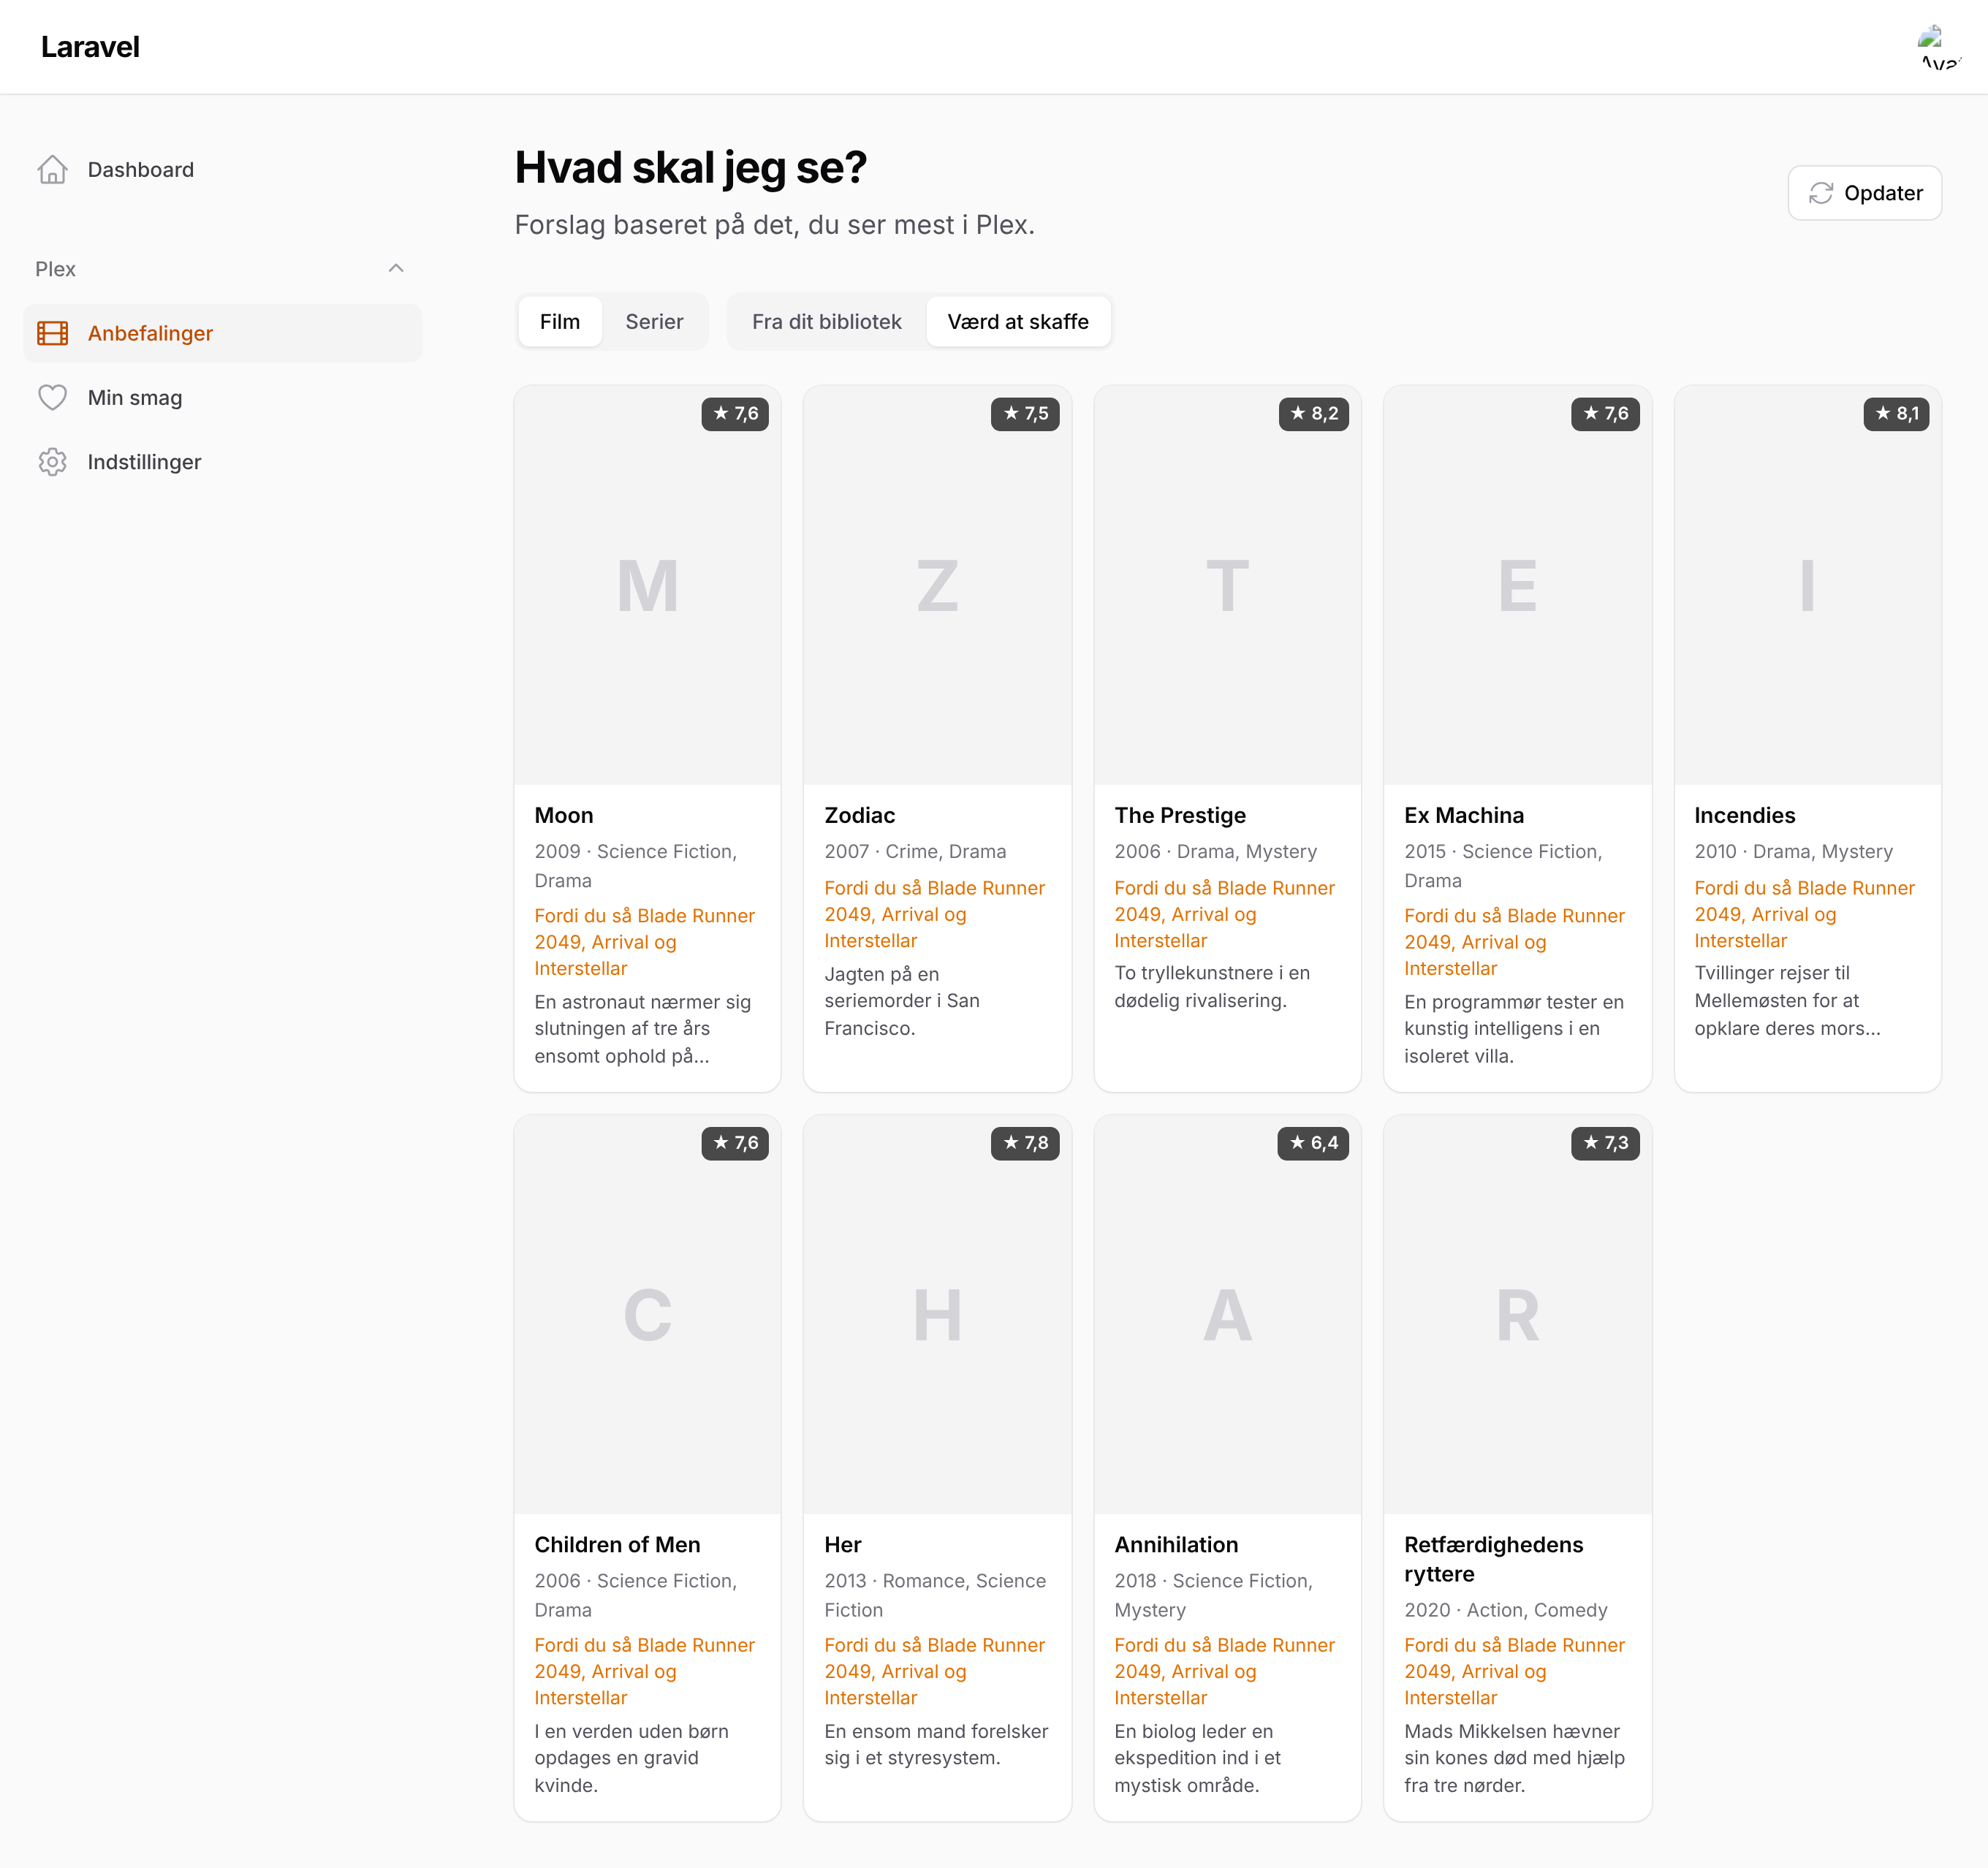 Laravel
Ava
Dashboard
Plex
Anbefalinger
Min smag
Indstillinger
Hvad skal jeg se?
Forslag baseret på det, du ser mest i Plex.
Opdater
Film
Serier
Fra dit bibliotek
Værd at skaffe
★ 7,6
M
Moon
2009 · Science Fiction,
Drama
Fordi du så Blade Runner
2049, Arrival og
Interstellar
En astronaut nærmer sig
slutningen af tre års
ensomt ophold på...
★ 7,5
Z
Zodiac
2007 · Crime, Drama
Fordi du så Blade Runner
2049, Arrival og
Interstellar
Jagten på en
seriemorder i San
Francisco.
★ 8,2
T
The Prestige
2006 · Drama, Mystery
Fordi du så Blade Runner
2049, Arrival og
Interstellar
To tryllekunstnere i en
dødelig rivalisering.
★ 7,6
E
Ex Machina
2015 · Science Fiction,
Drama
Fordi du så Blade Runner
2049, Arrival og
Interstellar
En programmør tester en
kunstig intelligens i en
isoleret villa.
★ 8,1
I
Incendies
2010 · Drama, Mystery
Fordi du så Blade Runner
2049, Arrival og
Interstellar
Tvillinger rejser til
Mellemøsten for at
opklare deres mors...
★ 7,6
C
Children of Men
2006 · Science Fiction,
Drama
Fordi du så Blade Runner
2049, Arrival og
Interstellar
I en verden uden børn
opdages en gravid
kvinde.
★ 7,8
H
Her
2013 · Romance, Science
Fiction
Fordi du så Blade Runner
2049, Arrival og
Interstellar
En ensom mand forelsker
sig i et styresystem.
★ 6,4
A
Annihilation
2018 · Science Fiction,
Mystery
Fordi du så Blade Runner
2049, Arrival og
Interstellar
En biolog leder en
ekspedition ind i et
mystisk område.
★ 7,3
R
Retfærdighedens
ryttere
2020 · Action, Comedy
Fordi du så Blade Runner
2049, Arrival og
Interstellar
Mads Mikkelsen hævner
sin kones død med hjælp
fra tre nørder.